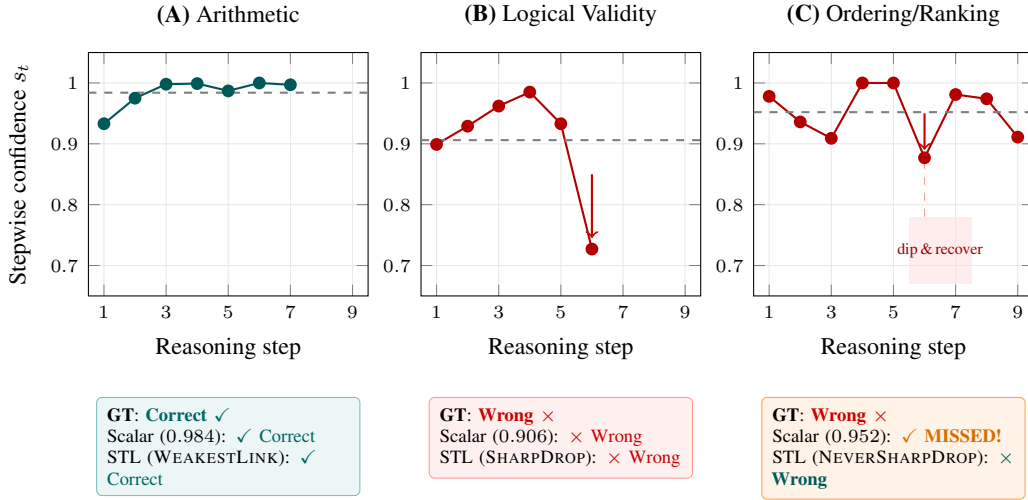 (A) Arithmetic
(B) Logical Validity
(C) Ordering/Ranking
Stepwise confidence s_t
1
0.9
0.8
0.7
1 3 5 7 9
Reasoning step
1
0.9
0.8
0.7
1 3 5 7 9
Reasoning step
1
0.9
0.8
0.7
dip & recover
1 3 5 7 9
Reasoning step
GT: Correct ✓
Scalar (0.984): ✓ Correct
STL (WEAKESTLINK): ✓
Correct
GT: Wrong ×
Scalar (0.906): × Wrong
STL (SHARPDROP): × Wrong
GT: Wrong ×
Scalar (0.952): ✓ MISSED!
STL (NEVERSHARPDROP): ×
Wrong